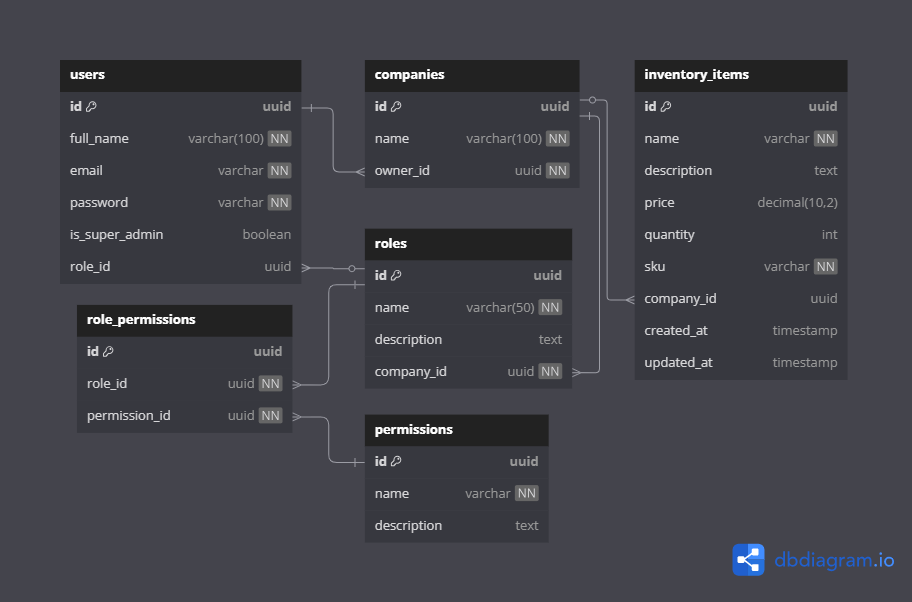 users
id uuid
full_name varchar(100) NN
email varchar NN
password varchar NN
is_super_admin boolean
role_id uuid
companies
id uuid
name varchar(100) NN
owner_id uuid NN
inventory_items
id uuid
name varchar NN
description text
price decimal(10,2)
quantity int
sku varchar NN
company_id uuid
created_at timestamp
updated_at timestamp
roles
id uuid
name varchar(50) NN
description text
company_id uuid NN
role_permissions
id uuid
role_id uuid NN
permission_id uuid NN
permissions
id uuid
name varchar NN
description text
dbdiagram.io